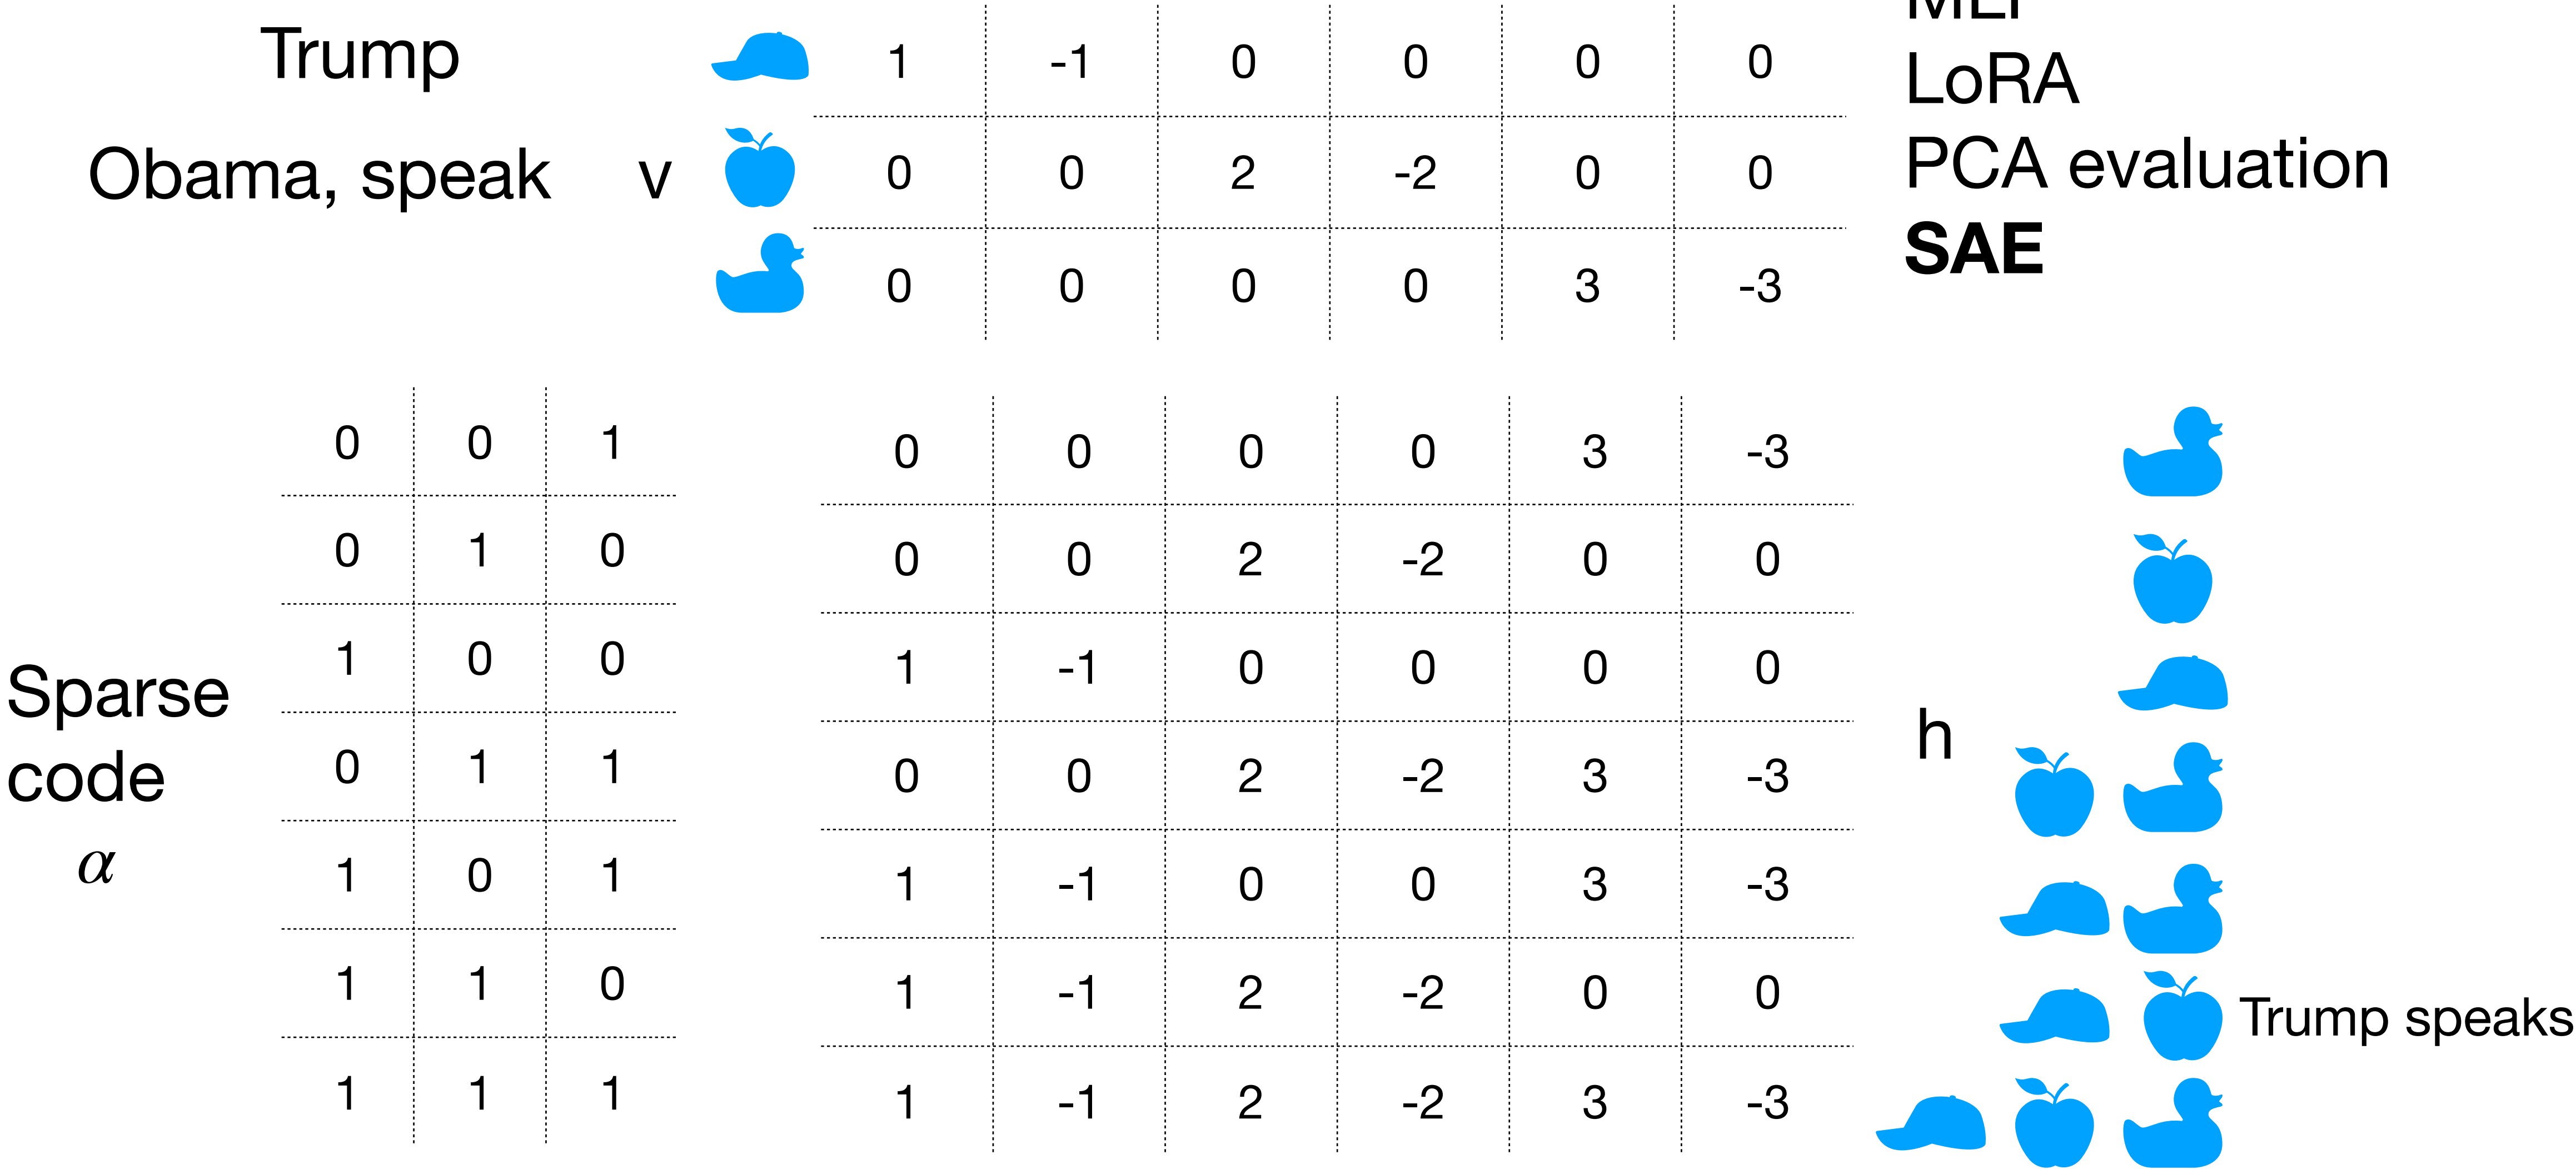 Trump
1 -1 0 0 0 0
LoRA
Obama, speak v
0 0 2 -2 0 0
PCA evaluation
SAE
0 0 0 0 3 -3
0 0 1
0 0 0 0 3 -3
0 1 0
0 0 2 -2 0 0
1 0 0
1 -1 0 0 0 0
Sparse
code
α
h
0 1 1
0 0 2 -2 3 -3
1 0 1
1 -1 0 0 3 -3
1 1 0
1 -1 2 -2 0 0
Trump speaks
1 1 1
1 -1 2 -2 3 -3